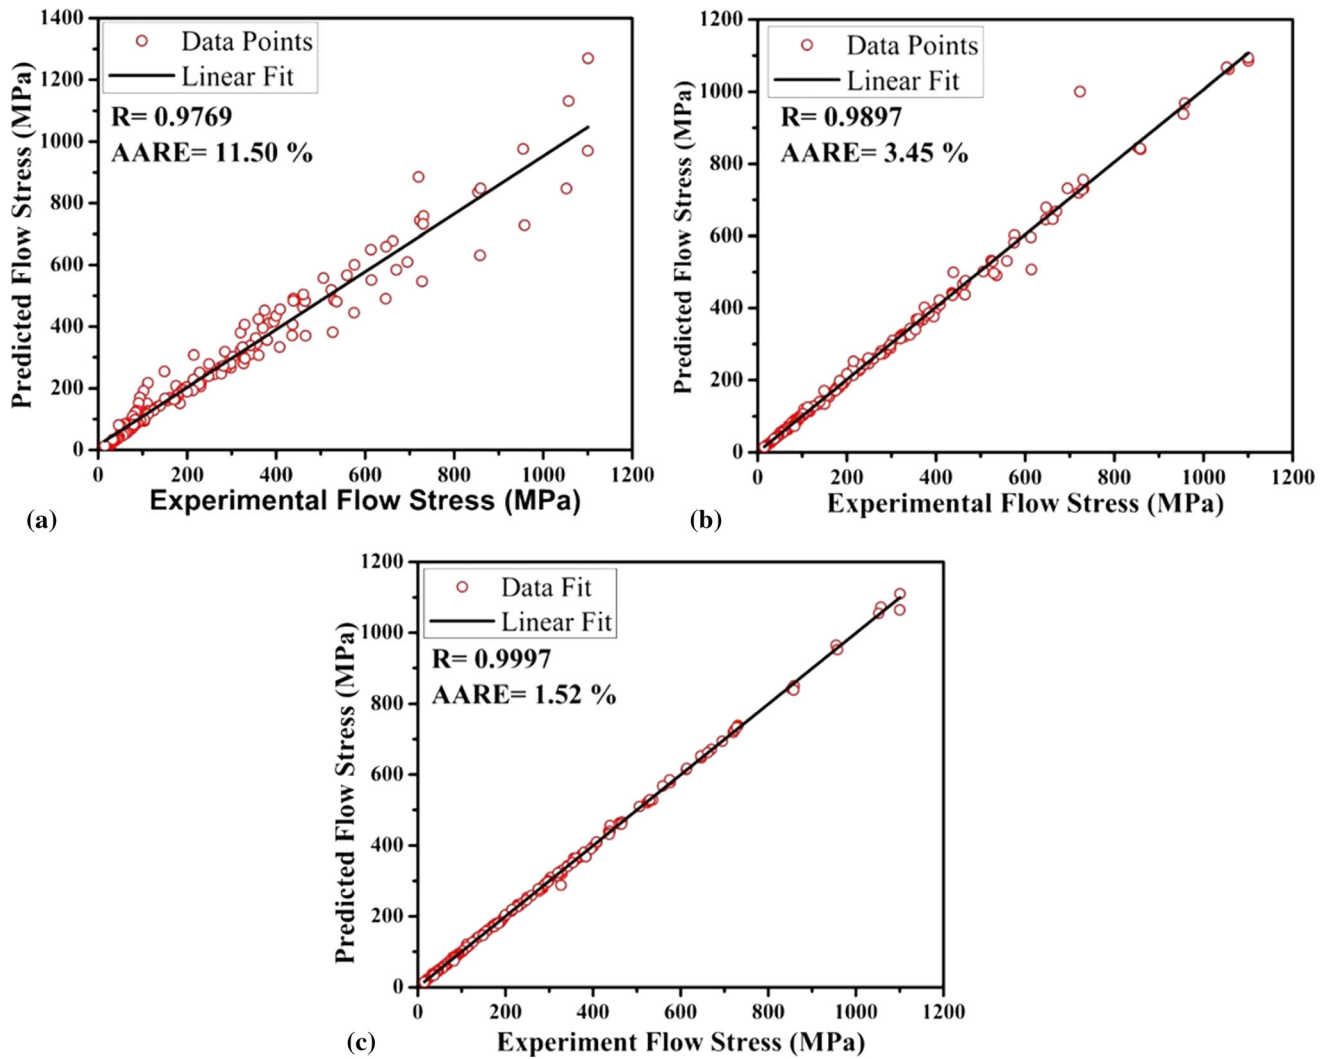 1400
1200
1000
800
600
400
200
0
0 200 400 600 800 1000 1200
Predicted Flow Stress (MPa)
Experimental Flow Stress (MPa)
Data Points
Linear Fit
R= 0.9769
AARE= 11.50 %
(a)
1200
1000
800
600
400
200
0
0 200 400 600 800 1000 1200
Predicted Flow Stress (MPa)
Experimental Flow Stress (MPa)
Data Points
Linear Fit
R= 0.9897
AARE= 3.45 %
(b)
1200
1000
800
600
400
200
0
0 200 400 600 800 1000 1200
Predicted Flow Stress (MPa)
Experiment Flow Stress (MPa)
Data Fit
Linear Fit
R= 0.9997
AARE= 1.52 %
(c)